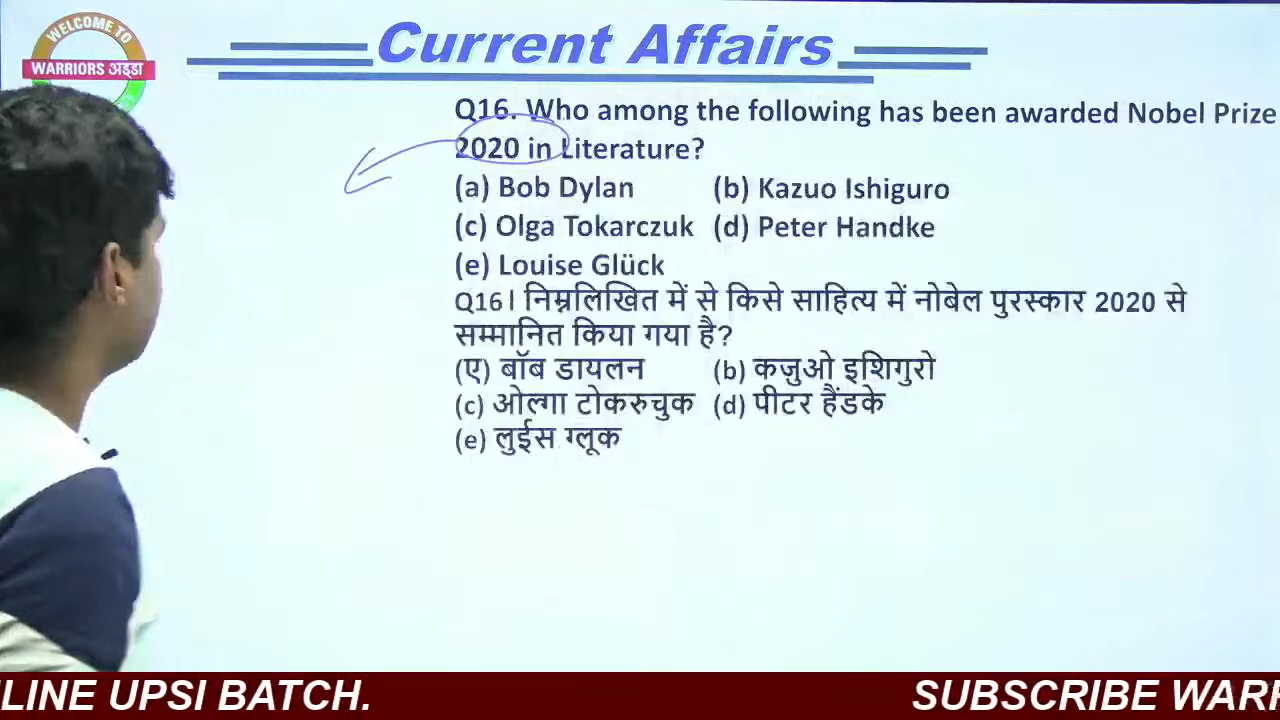 WELCOME TO
WARRIORS अड्डा
Current Affairs
Q16. Who among the following has been awarded Nobel Prize
2020 in Literature?
(a) Bob Dylan (b) Kazuo Ishiguro
(c) Olga Tokarczuk (d) Peter Handke
(e) Louise Glück
Q16। निम्नलिखित में से किसे साहित्य में नोबेल पुरस्कार 2020 से
सम्मानित किया गया है?
(ए) बॉब डायलन (b) कज़ुओ इशिगुरो
(c) ओल्गा टोकरुचुक (d) पीटर हैंडके
(e) लुईस ग्लूक
UPSI BATCH. SUBSCRIBE